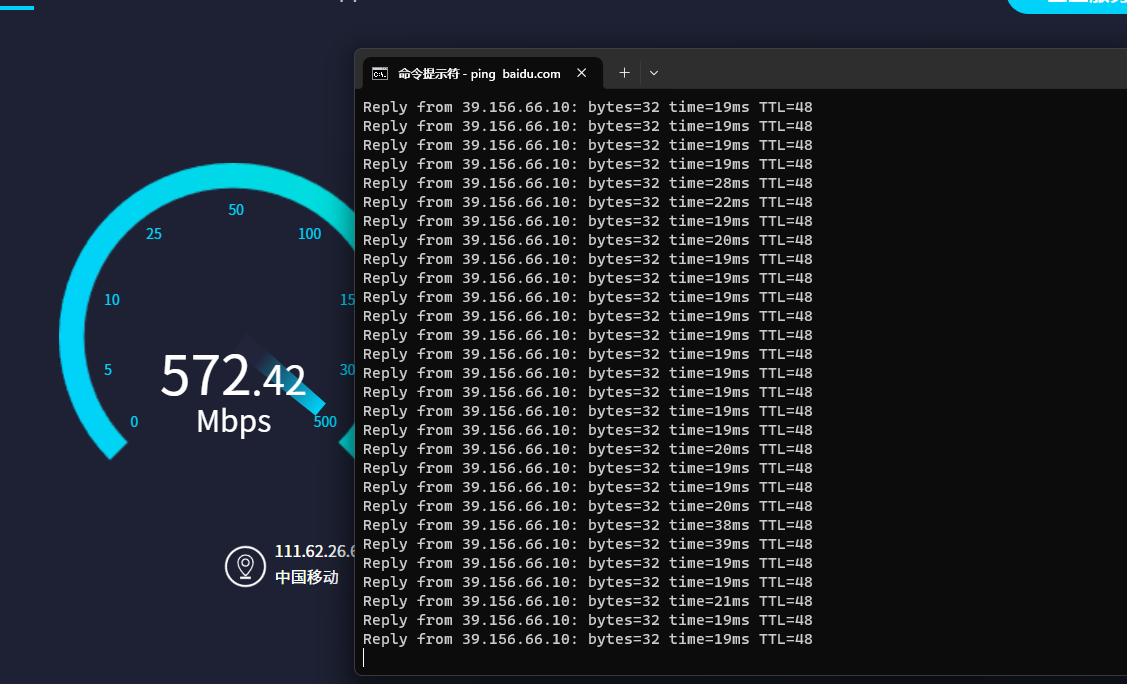 命令提示符 - ping  baidu.com
Reply from 39.156.66.10: bytes=32 time=19ms TTL=48
Reply from 39.156.66.10: bytes=32 time=19ms TTL=48
Reply from 39.156.66.10: bytes=32 time=19ms TTL=48
Reply from 39.156.66.10: bytes=32 time=19ms TTL=48
Reply from 39.156.66.10: bytes=32 time=28ms TTL=48
Reply from 39.156.66.10: bytes=32 time=22ms TTL=48
Reply from 39.156.66.10: bytes=32 time=19ms TTL=48
Reply from 39.156.66.10: bytes=32 time=20ms TTL=48
Reply from 39.156.66.10: bytes=32 time=19ms TTL=48
Reply from 39.156.66.10: bytes=32 time=19ms TTL=48
Reply from 39.156.66.10: bytes=32 time=19ms TTL=48
Reply from 39.156.66.10: bytes=32 time=19ms TTL=48
Reply from 39.156.66.10: bytes=32 time=19ms TTL=48
Reply from 39.156.66.10: bytes=32 time=19ms TTL=48
Reply from 39.156.66.10: bytes=32 time=19ms TTL=48
Reply from 39.156.66.10: bytes=32 time=19ms TTL=48
Reply from 39.156.66.10: bytes=32 time=19ms TTL=48
Reply from 39.156.66.10: bytes=32 time=19ms TTL=48
Reply from 39.156.66.10: bytes=32 time=20ms TTL=48
Reply from 39.156.66.10: bytes=32 time=19ms TTL=48
Reply from 39.156.66.10: bytes=32 time=19ms TTL=48
Reply from 39.156.66.10: bytes=32 time=20ms TTL=48
Reply from 39.156.66.10: bytes=32 time=38ms TTL=48
Reply from 39.156.66.10: bytes=32 time=39ms TTL=48
Reply from 39.156.66.10: bytes=32 time=19ms TTL=48
Reply from 39.156.66.10: bytes=32 time=19ms TTL=48
Reply from 39.156.66.10: bytes=32 time=21ms TTL=48
Reply from 39.156.66.10: bytes=32 time=19ms TTL=48
Reply from 39.156.66.10: bytes=32 time=19ms TTL=48
0
5
10
25
50
100
15
30
500
572.42
Mbps
111.62.26.6
中国移动